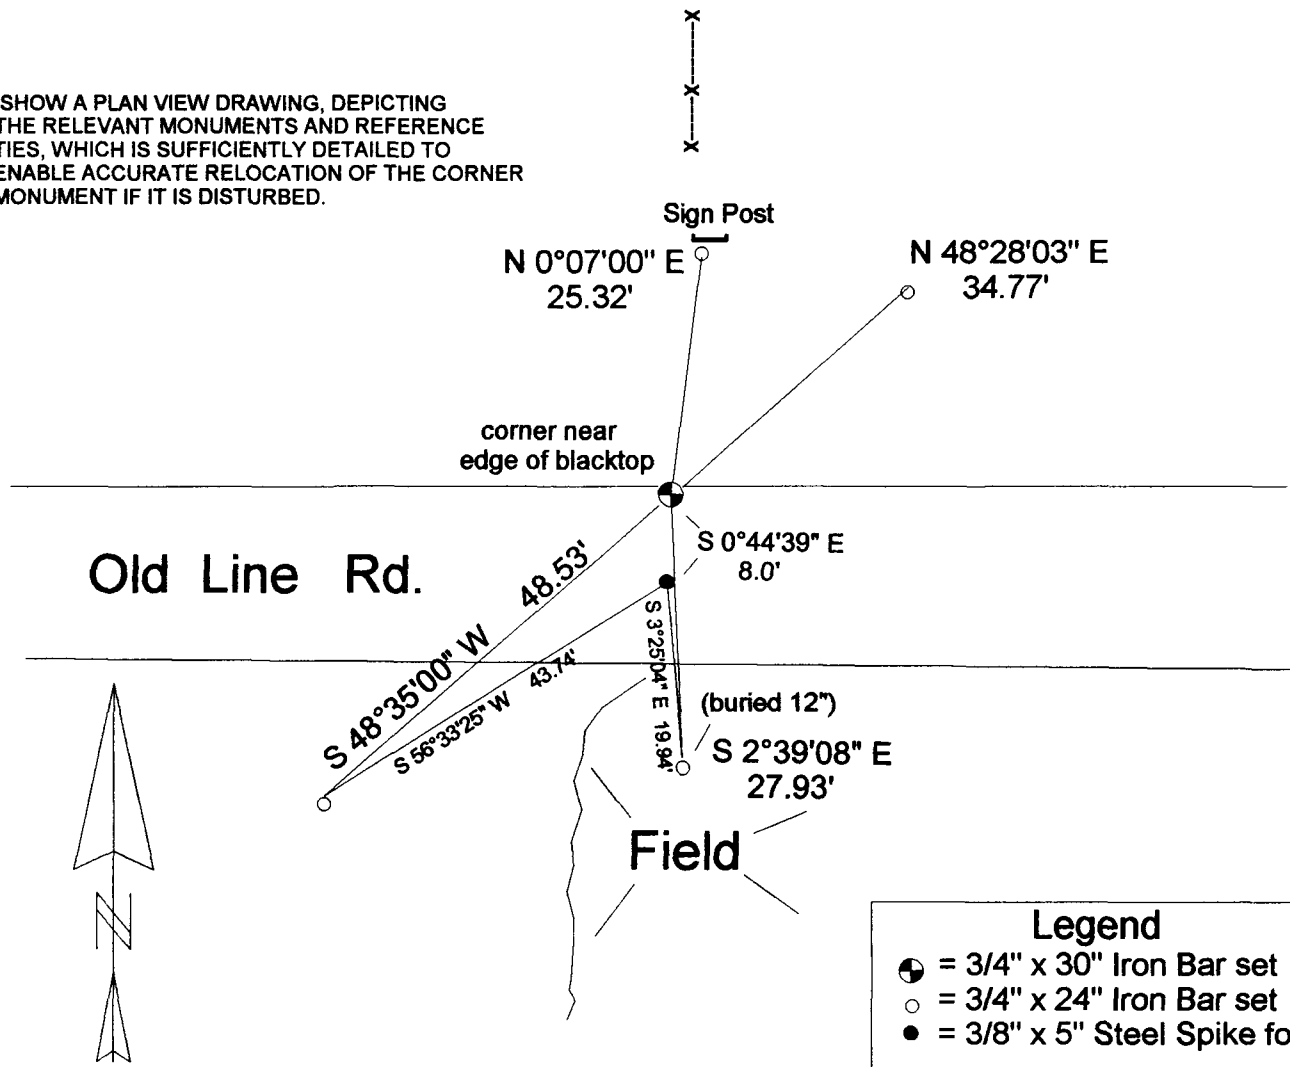 SHOW A PLAN VIEW DRAWING, DEPICTING
THE RELEVANT MONUMENTS AND REFERENCE
TIES, WHICH IS SUFFICIENTLY DETAILED TO
ENABLE ACCURATE RELOCATION OF THE CORNER
MONUMENT IF IT IS DISTURBED.
x
x
x
Sign Post
N 0°07'00" E
25.32'
N 48°28'03" E
34.77'
corner near
edge of blacktop
S 0°44'39" E
8.0'
Old Line Rd.
S 48°35'00" W 48.53'
S 56°33'25" W 43.74'
S 3°25'04" E 19.94'
(buried 12")
S 2°39'08" E
27.93'
Field
N
Legend
= 3/4" x 30" Iron Bar set
= 3/4" x 24" Iron Bar set
= 3/8" x 5" Steel Spike fo